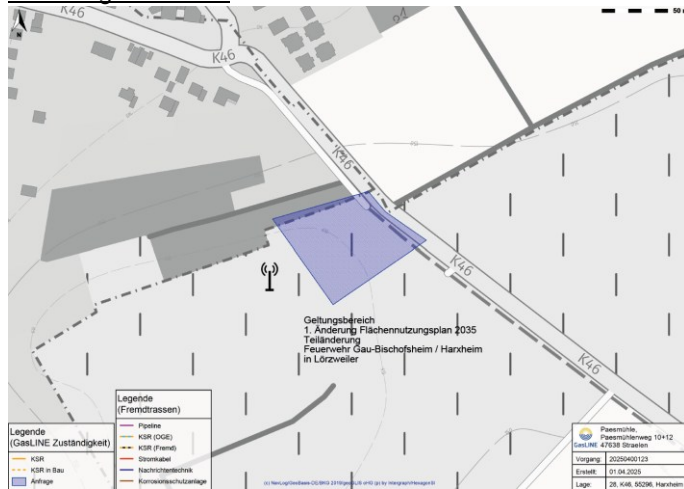 K46
K46
50
K46
K46
K46
Geltungsbereich
1. Änderung Flächennutzungsplan 2035
Teiländerung
Feuerwehr Gau-Bischofsheim / Harxheim
in Lörzweiler
Legende
(GasLINE Zuständigkeit)
KSR
KSR in Bau
Anfrage
Legende
(Fremdtrassen)
Pipeline
KSR (OGE)
KSR (Fremd)
Stromkabel
Nachrichtentechnik
Korrosionsschutzanlage
GasLINE
Paesmühle,
Paesmühlenweg 10+12
47638 Straelen
Vorgang: 20250400123
Erstellt: 01.04.2025
Lage: 28, K46, 55296, Harxheim